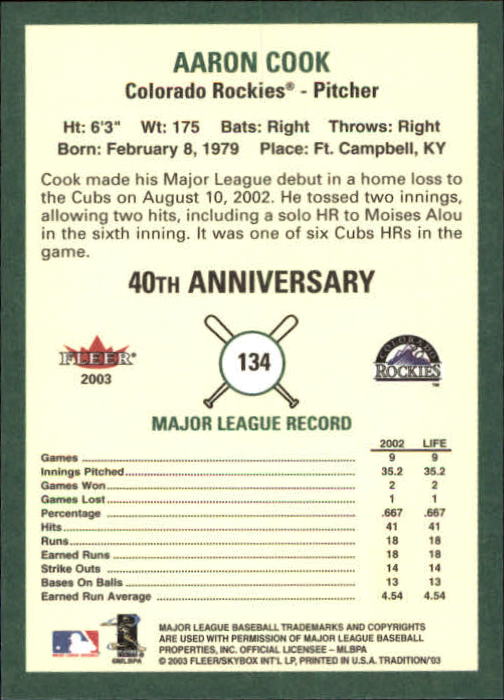 AARON COOK
Colorado Rockies® - Pitcher
Ht: 6'3" Wt: 175 Bats: Right Throws: Right
Born: February 8, 1979 Place: Ft. Campbell, KY
Cook made his Major League debut in a home loss to
the Cubs on August 10, 2002. He tossed two innings,
allowing two hits, including a solo HR to Moises Alou
in the sixth inning. It was one of six Cubs HRs in the
game.
40TH ANNIVERSARY
FLEER
2003
134
COLORADO
ROCKIES
™
MAJOR LEAGUE RECORD
2002 LIFE
Games 9 9
Innings Pitched 35.2 35.2
Games Won 2 2
Games Lost 1 1
Percentage .667 .667
Hits 41 41
Runs 18 18
Earned Runs 18 18
Strike Outs 14 14
Bases On Balls 13 13
Earned Run Average 4.54 4.54
©MLBPA
MAJOR LEAGUE BASEBALL TRADEMARKS AND COPYRIGHTS
ARE USED WITH PERMISSION OF MAJOR LEAGUE BASEBALL
PROPERTIES, INC. OFFICIAL LICENSEE – MLBPA
© 2003 FLEER/SKYBOX INT'L LP, PRINTED IN U.S.A. TRADITION/'03